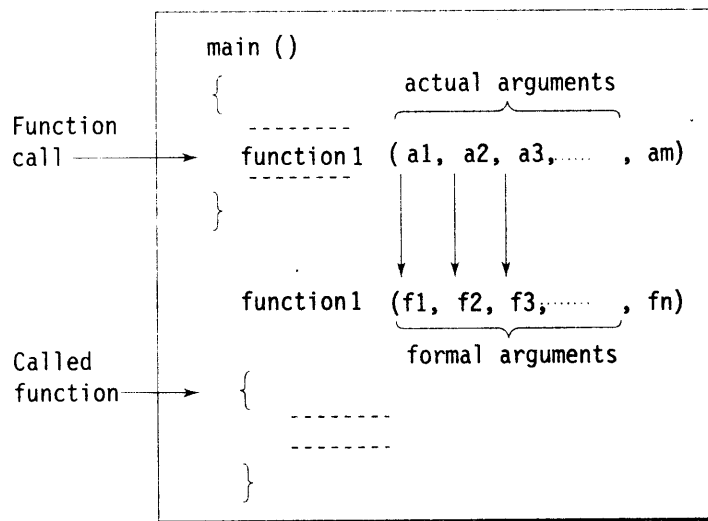 main ()
{
actual arguments
Function
call
function1 (a1, a2, a3,......, am)
}
function1 (f1, f2, f3,......, fn)
formal arguments
Called
function
{
}